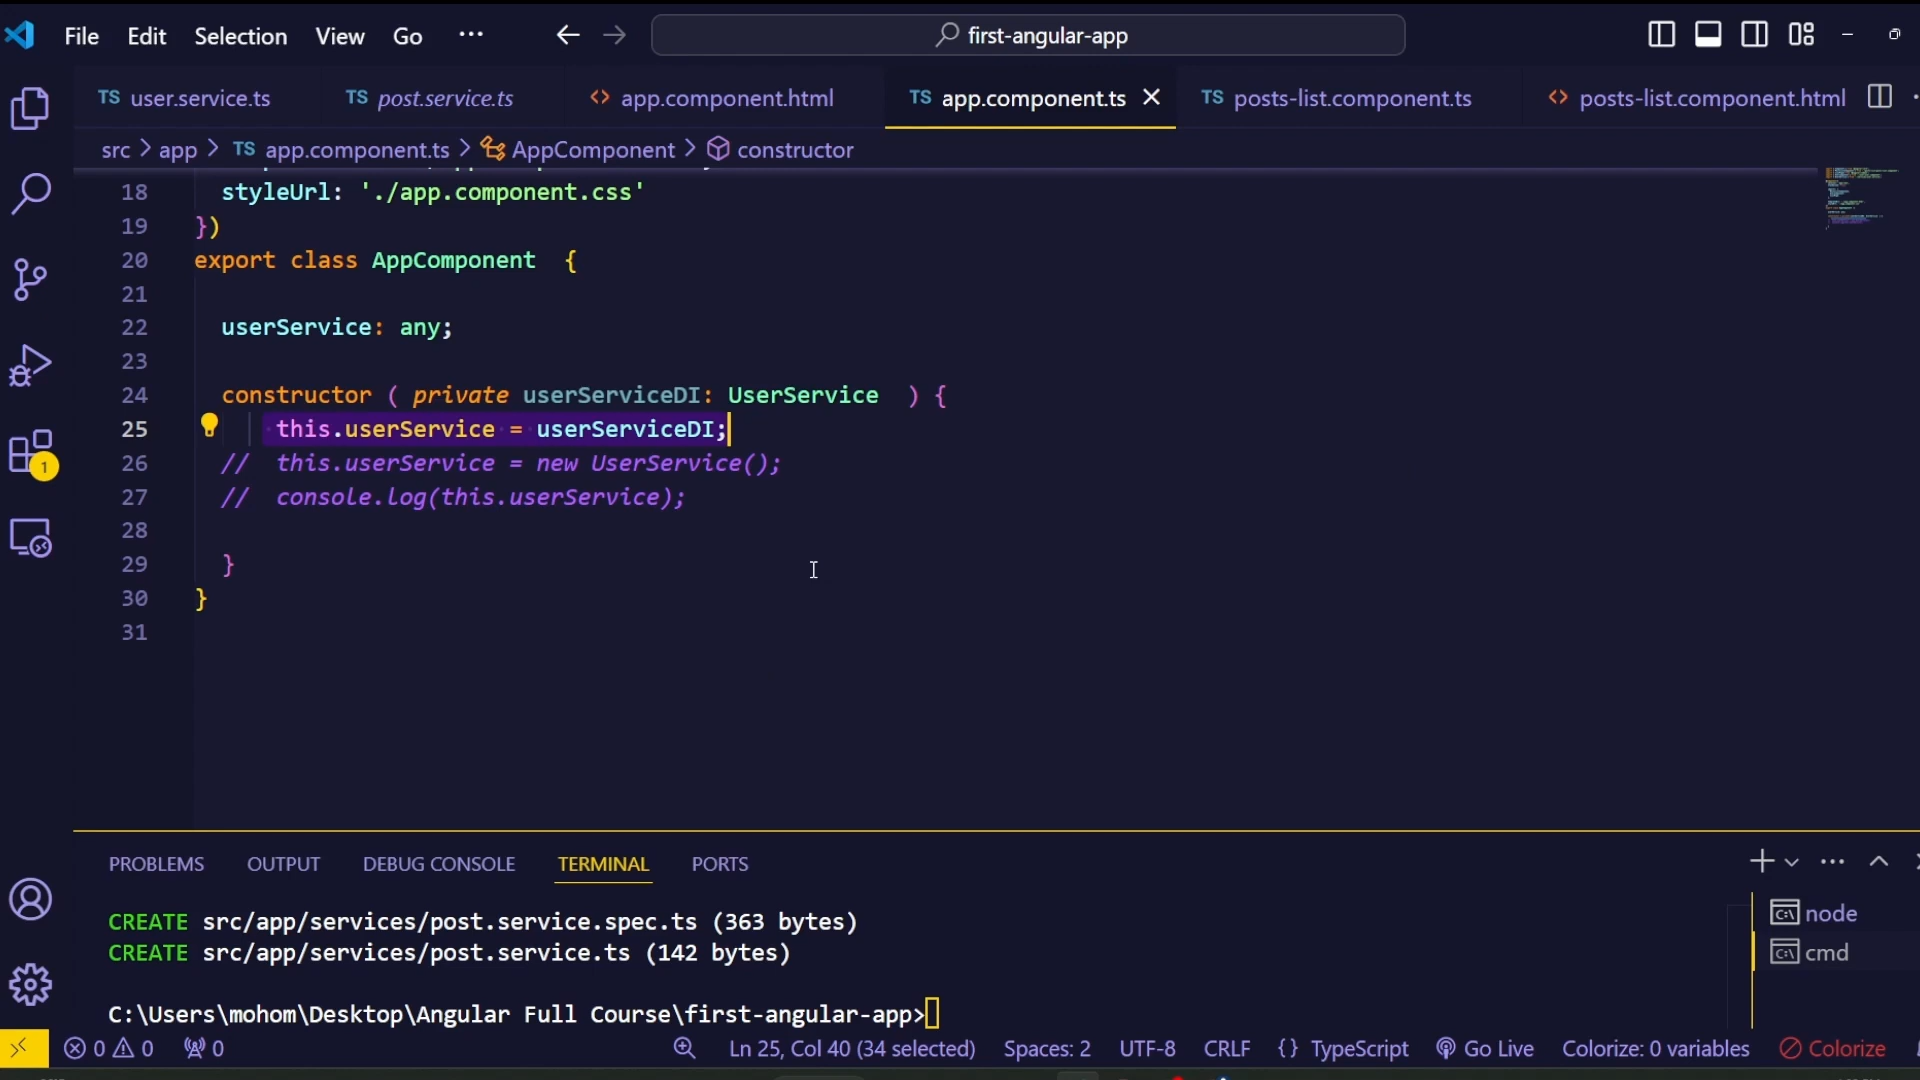 File Edit Selection View Go ··· first-angular-app
TS user.service.ts TS post.service.ts <> app.component.html TS app.component.ts TS posts-list.component.ts <> posts-list.component.html
src > app > TS app.component.ts > AppComponent > constructor
18 styleUrl: './app.component.css'
19 })
20 export class AppComponent {
21
22 userService: any;
23
24 constructor ( private userServiceDI: UserService ) {
25 this.userService = userServiceDI;
26 // this.userService = new UserService();
27 // console.log(this.userService);
28
29 }
30 }
31
1
PROBLEMS OUTPUT DEBUG CONSOLE TERMINAL PORTS
CREATE src/app/services/post.service.spec.ts (363 bytes)
CREATE src/app/services/post.service.ts (142 bytes)
C:\Users\mohom\Desktop\Angular Full Course\first-angular-app>
node
cmd
0 0 0 Ln 25, Col 40 (34 selected) Spaces: 2 UTF-8 CRLF {} TypeScript Go Live Colorize: 0 variables Colorize